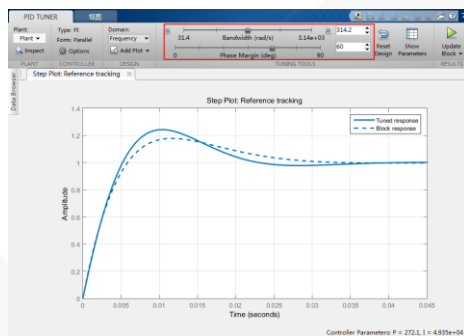 PID TUNER
视图
Plant:
Plant
Inspect
PLANT
Type: PI
Form: Parallel
Options
CONTROLLER
Domain:
Frequency
Add Plot
DESIGN
31.4 Bandwidth (rad/s) 3.14e+03
314.2
0 Phase Margin (deg) 90
60
TUNING TOOLS
Reset
Design
Show
Parameters
Update
Block
RESULTS
Data Browser
Step Plot: Reference tracking
Step Plot: Reference tracking
Tuned response
Block response
1.4
1.2
1
0.8
0.6
0.4
0.2
0
Amplitude
0 0.005 0.01 0.015 0.02 0.025 0.03 0.035 0.04 0.045
Time (seconds)
Controller Parameters: P = 272.1, I = 4.935e+04